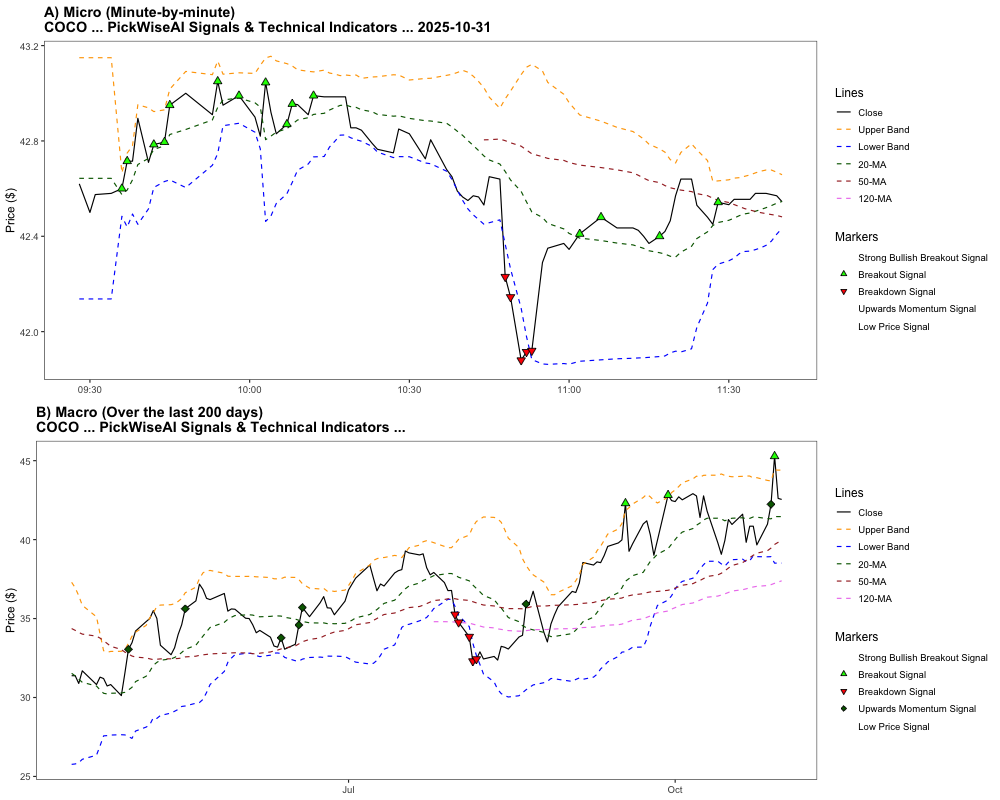 A) Micro (Minute-by-minute)
COCO ... PickWiseAI Signals & Technical Indicators ... 2025-10-31
Price ($)
43.2
42.8
42.4
42.0
09:30
10:00
10:30
11:00
11:30
Lines
Close
Upper Band
Lower Band
20-MA
50-MA
120-MA
Markers
Strong Bullish Breakout Signal
Breakout Signal
Breakdown Signal
Upwards Momentum Signal
Low Price Signal
B) Macro (Over the last 200 days)
COCO ... PickWiseAI Signals & Technical Indicators ...
Price ($)
45
40
35
30
25
Jul
Oct
Lines
Close
Upper Band
Lower Band
20-MA
50-MA
120-MA
Markers
Strong Bullish Breakout Signal
Breakout Signal
Breakdown Signal
Upwards Momentum Signal
Low Price Signal